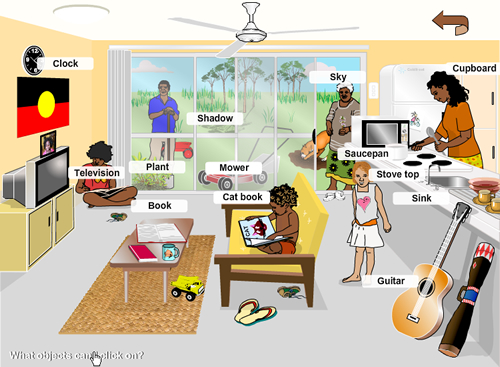 Clock
Sky
Cupboard
Shadow
Saucepan
Television
Plant
Mower
Stove top
Book
Cat book
Sink
CAT
Guitar
What objects can I click on?